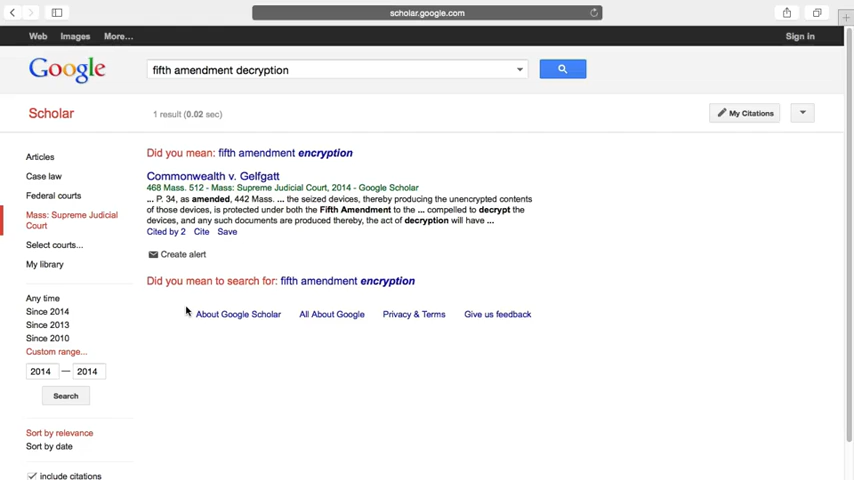 scholar.google.com
Web Images More... Sign in
Google
fifth amendment decryption
Scholar
1 result (0.02 sec)
My Citations
Articles
Case law
Federal courts
Mass: Supreme Judicial
Court
Select courts...
My library
Any time
Since 2014
Since 2013
Since 2010
Custom range...
2014 — 2014
Search
Sort by relevance
Sort by date
include citations
Did you mean: fifth amendment encryption
Commonwealth v. Gelfgatt
468 Mass. 512 - Mass: Supreme Judicial Court, 2014 - Google Scholar
... P. 34, as amended, 442 Mass. ... the seized devices, thereby producing the unencrypted contents
of those devices, is protected under both the Fifth Amendment to the ... compelled to decrypt the
devices, and any such documents are produced thereby, the act of decryption will have ...
Cited by 2 Cite Save
Create alert
Did you mean to search for: fifth amendment encryption
About Google Scholar All About Google Privacy & Terms Give us feedback